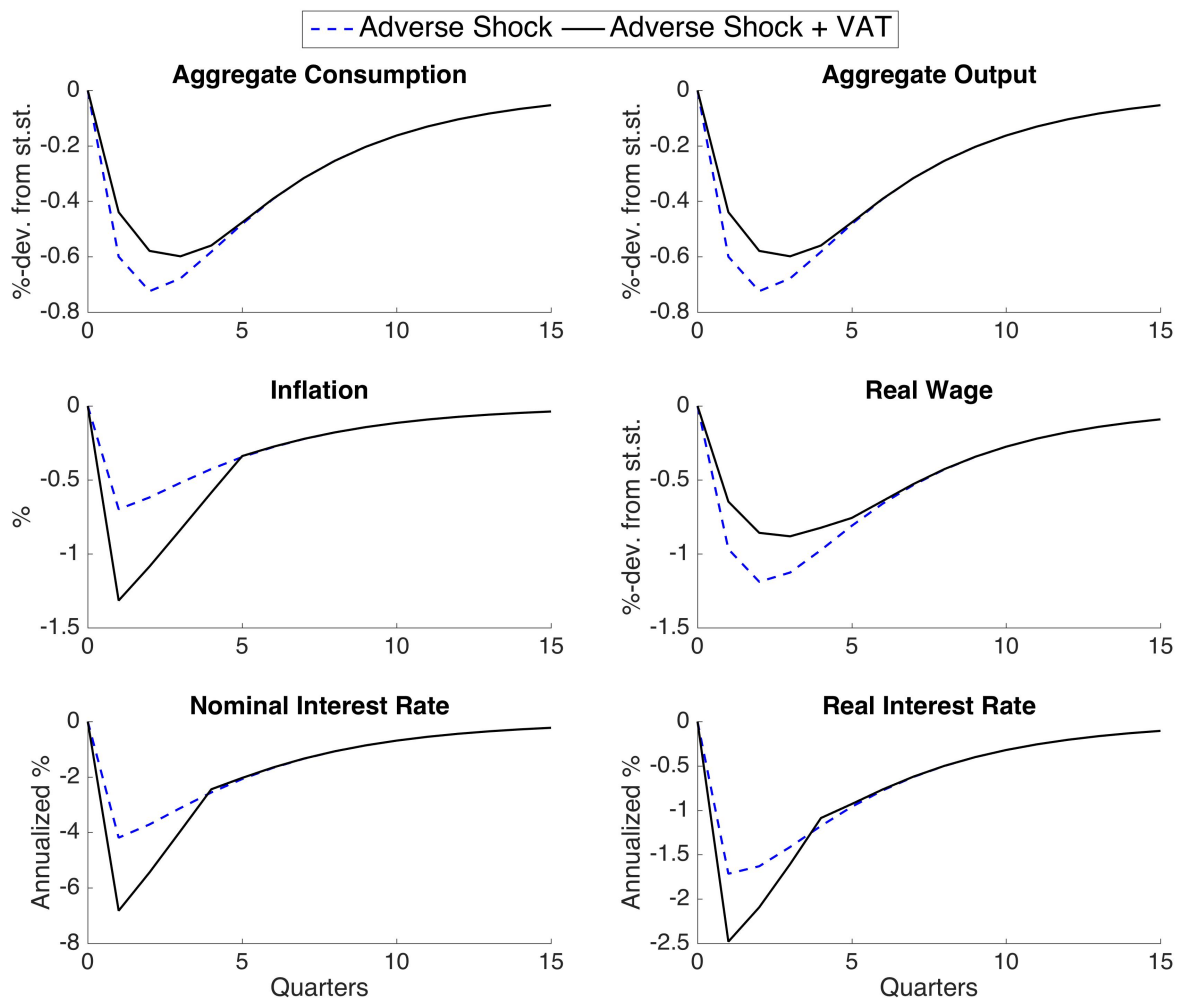 Adverse Shock Adverse Shock + VAT
Aggregate Consumption
%-dev. from st.st.
0
-0.2
-0.4
-0.6
-0.8
0 5 10 15
Aggregate Output
%-dev. from st.st.
0
-0.2
-0.4
-0.6
-0.8
0 5 10 15
Inflation
%
0
-0.5
-1
-1.5
0 5 10 15
Real Wage
%-dev. from st.st.
0
-0.5
-1
-1.5
0 5 10 15
Nominal Interest Rate
Annualized %
0
-2
-4
-6
-8
0 5 10 15
Quarters
Real Interest Rate
Annualized %
0
-0.5
-1
-1.5
-2
-2.5
0 5 10 15
Quarters